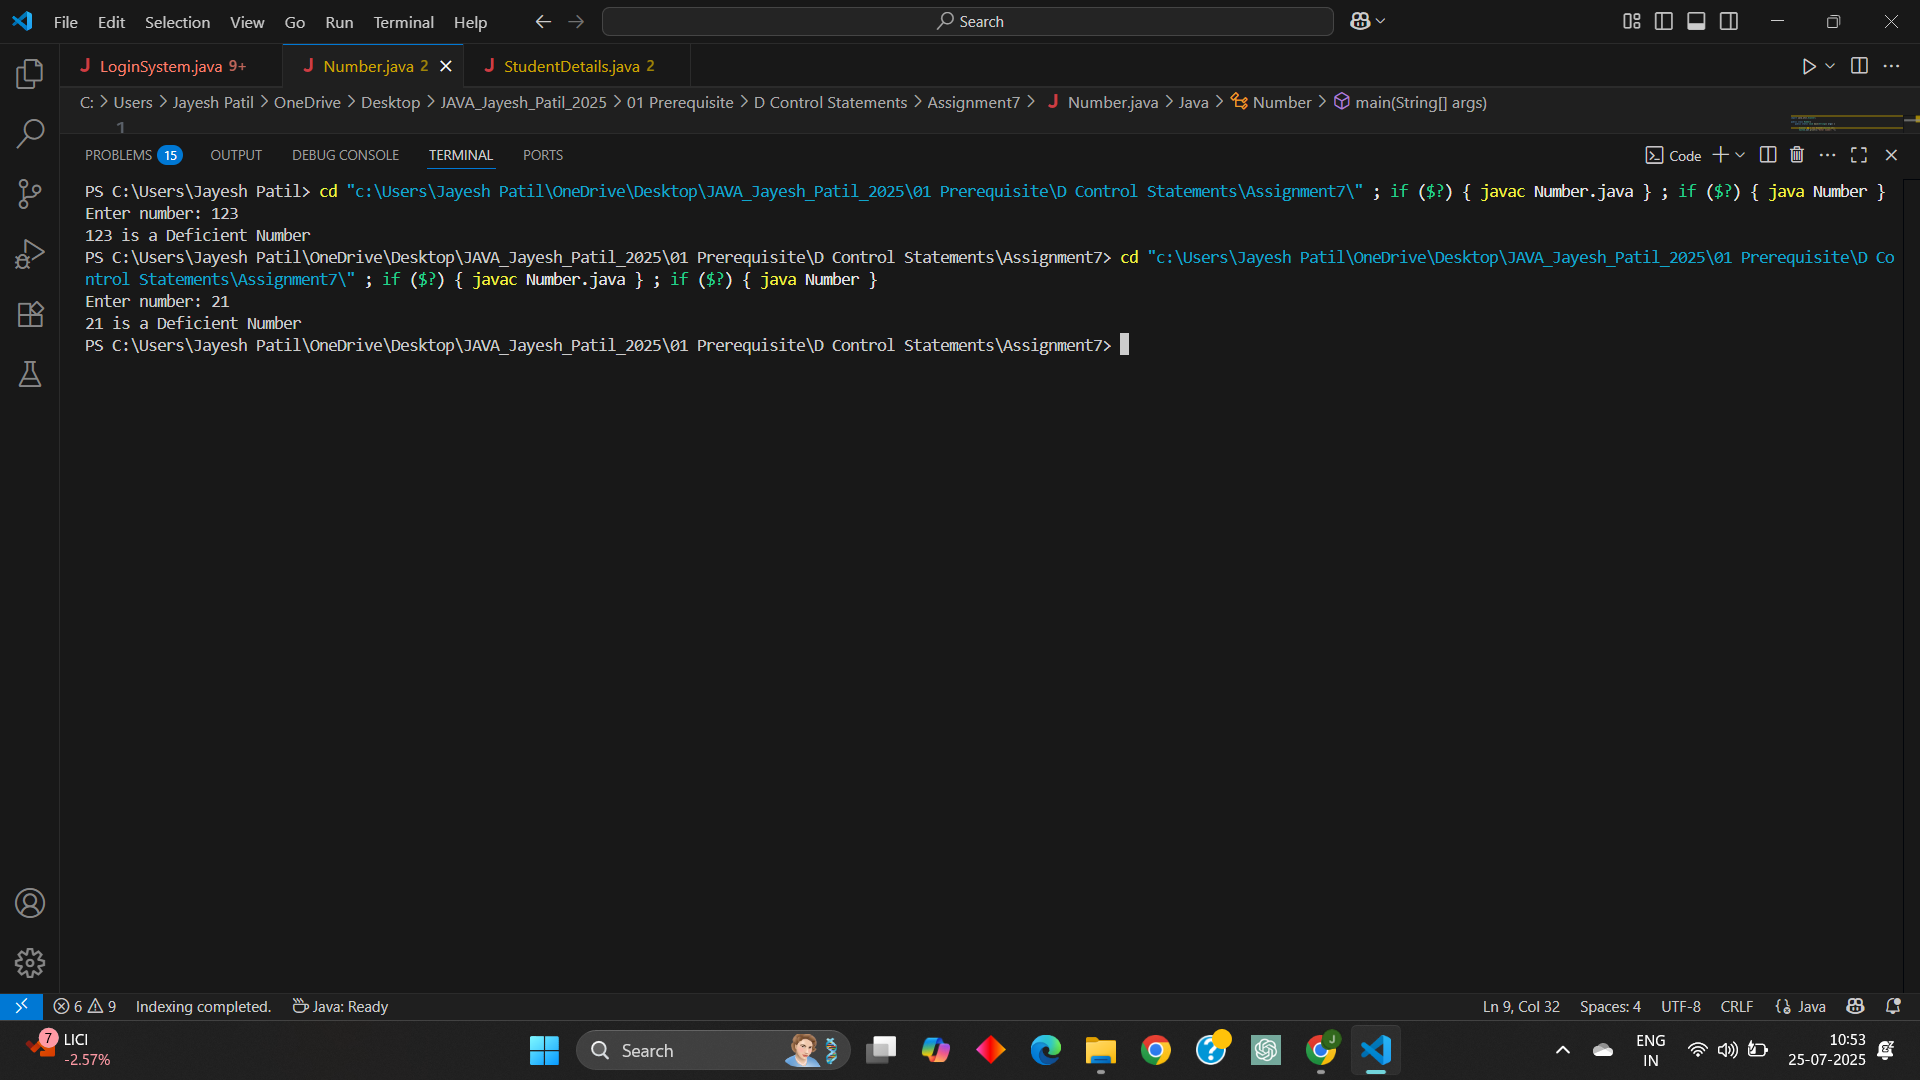 File Edit Selection View Go Run Terminal Help
Search
LoginSystem.java 9+
Number.java 2
StudentDetails.java 2
C: > Users > Jayesh Patil > OneDrive > Desktop > JAVA_Jayesh_Patil_2025 > 01 Prerequisite > D Control Statements > Assignment7 > J Number.java > Java > Number > main(String[] args)
1
PROBLEMS 15 OUTPUT DEBUG CONSOLE TERMINAL PORTS
Code
PS C:\Users\Jayesh Patil> cd "c:\Users\Jayesh Patil\OneDrive\Desktop\JAVA_Jayesh_Patil_2025\01 Prerequisite\D Control Statements\Assignment7\" ; if ($?) { javac Number.java } ; if ($?) { java Number }
Enter number: 123
123 is a Deficient Number
PS C:\Users\Jayesh Patil\OneDrive\Desktop\JAVA_Jayesh_Patil_2025\01 Prerequisite\D Control Statements\Assignment7> cd "c:\Users\Jayesh Patil\OneDrive\Desktop\JAVA_Jayesh_Patil_2025\01 Prerequisite\D Co
ntrol Statements\Assignment7\" ; if ($?) { javac Number.java } ; if ($?) { java Number }
Enter number: 21
21 is a Deficient Number
PS C:\Users\Jayesh Patil\OneDrive\Desktop\JAVA_Jayesh_Patil_2025\01 Prerequisite\D Control Statements\Assignment7>
6 9 Indexing completed. Java: Ready
Ln 9, Col 32 Spaces: 4 UTF-8 CRLF Java
7 LICI
-2.57%
Search
J
ENG
IN
10:53
25-07-2025